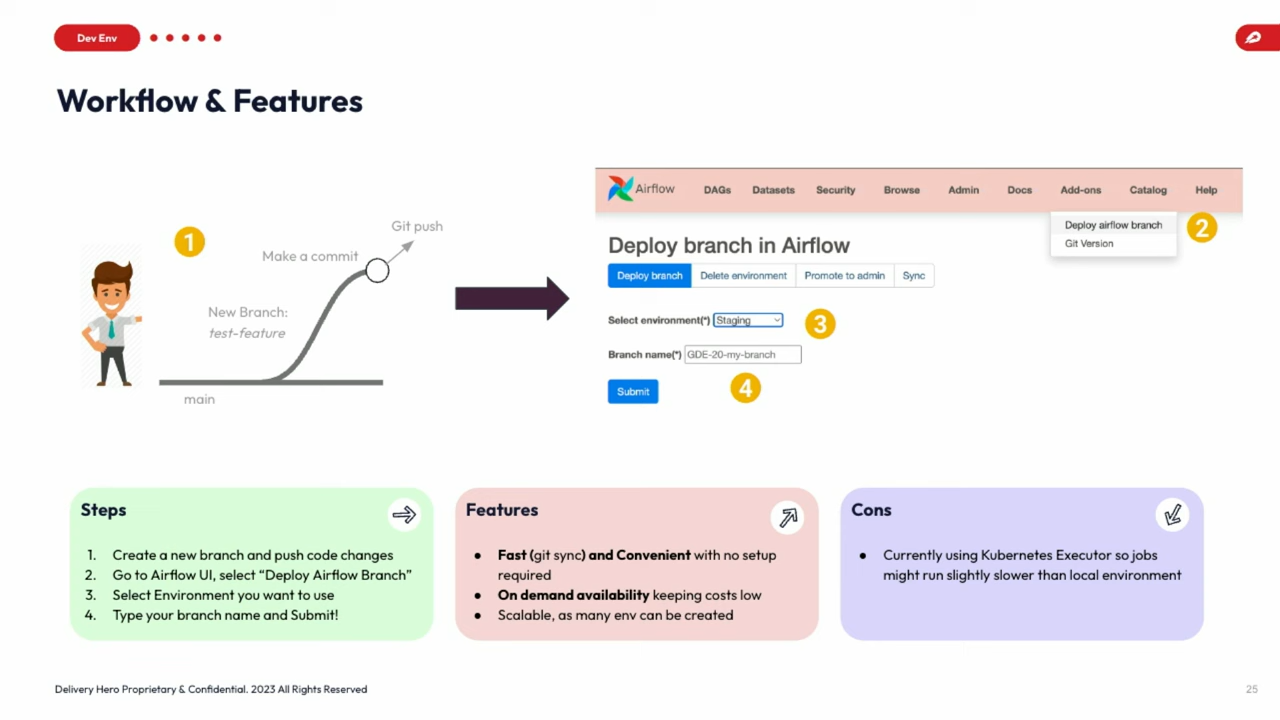 Dev Env
Workflow & Features
1
Git push
Make a commit
New Branch:
test-feature
main
Airflow DAGs Datasets Security Browse Admin Docs Add-ons Catalog Help
Deploy airflow branch
Git Version
2
Deploy branch in Airflow
Deploy branch Delete environment Promote to admin Sync
Select environment(*) Staging
3
Branch name(*) GDE-20-my-branch
Submit
4
Steps
1. Create a new branch and push code changes
2. Go to Airflow UI, select “Deploy Airflow Branch”
3. Select Environment you want to use
4. Type your branch name and Submit!
Features
● Fast (git sync) and Convenient with no setup
required
● On demand availability keeping costs low
● Scalable, as many env can be created
Cons
● Currently using Kubernetes Executor so jobs
might run slightly slower than local environment
Delivery Hero Proprietary & Confidential. 2023 All Rights Reserved
25